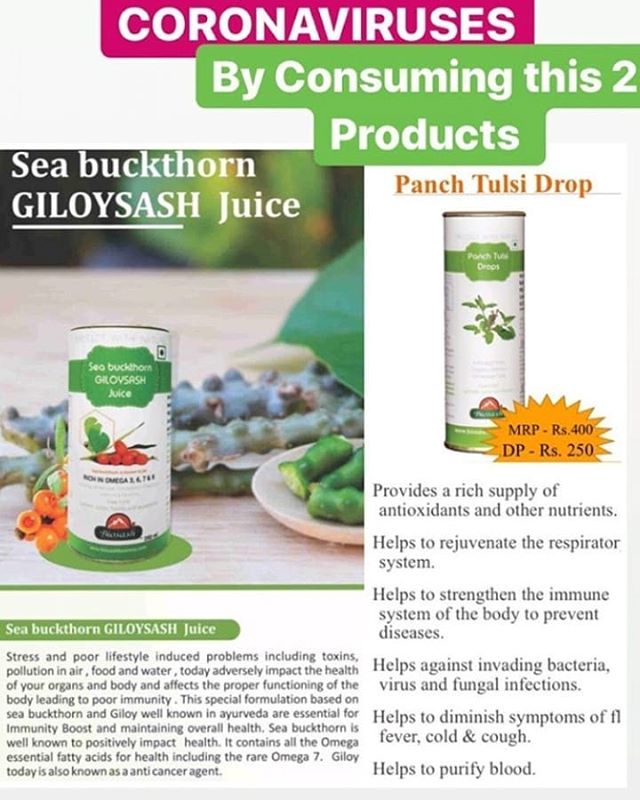 CORONAVIRUSES
By Consuming this 2
Products
Sea buckthorn
GILOYSASH Juice
Sea buckthorn
GILOYSASH
Juice
RICH IN OMEGA 3, 6, 7 & 9
Panch Tulsi Drop
Panch Tulsi
Drops
MRP - Rs.400
DP - Rs. 250
Provides a rich supply of
antioxidants and other nutrients.
Helps to rejuvenate the respirator
system.
Helps to strengthen the immune
system of the body to prevent
diseases.
Helps against invading bacteria,
virus and fungal infections.
Helps to diminish symptoms of fl
fever, cold & cough.
Helps to purify blood.
Sea buckthorn GILOYSASH Juice
Stress and poor lifestyle induced problems including toxins,
pollution in air , food and water , today adversely impact the health
of your organs and body and affects the proper functioning of the
body leading to poor immunity . This special formulation based on
sea buckthorn and Giloy well known in ayurveda are essential for
Immunity Boost and maintaining overall health. Sea buckthorn is
well known to positively impact health. It contains all the Omega
essential fatty acids for health including the rare Omega 7. Giloy
today is also known as a anti cancer agent.